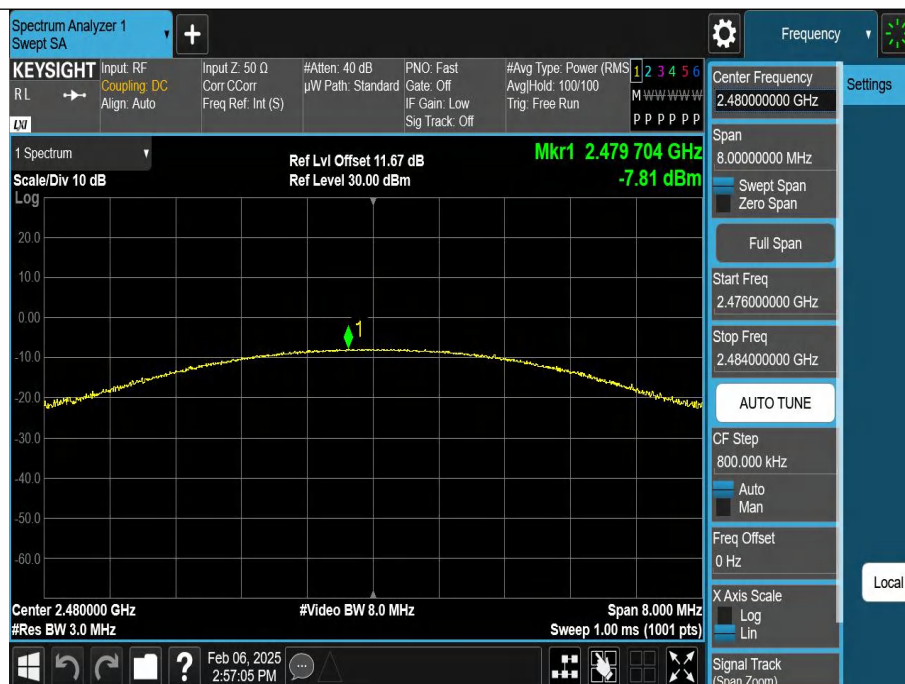 Spectrum Analyzer 1
Swept SA
Frequency
KEYSIGHT
RL
LXI
Input: RF
Coupling: DC
Align: Auto
Input Z: 50 Ω
Corr CCorr
Freq Ref: Int (S)
#Atten: 40 dB
µW Path: Standard
PNO: Fast
Gate: Off
IF Gain: Low
Sig Track: Off
#Avg Type: Power (RMS
Avg|Hold: 100/100
Trig: Free Run
1 2 3 4 5 6
M W W W W W
P P P P P P
1 Spectrum
Scale/Div 10 dB
Log
Ref Lvl Offset 11.67 dB
Ref Level 30.00 dBm
Mkr1 2.479 704 GHz
-7.81 dBm
20.0
10.0
0.00
-10.0
-20.0
-30.0
-40.0
-50.0
-60.0
1
Center 2.480000 GHz
#Res BW 3.0 MHz
#Video BW 8.0 MHz
Span 8.000 MHz
Sweep 1.00 ms (1001 pts)
Feb 06, 2025
2:57:05 PM
Center Frequency
2.480000000 GHz
Span
8.00000000 MHz
Swept Span
Zero Span
Full Span
Start Freq
2.476000000 GHz
Stop Freq
2.484000000 GHz
AUTO TUNE
CF Step
800.000 kHz
Auto
Man
Freq Offset
0 Hz
X Axis Scale
Log
Lin
Signal Track
(Span Zoom)
Settings
Local